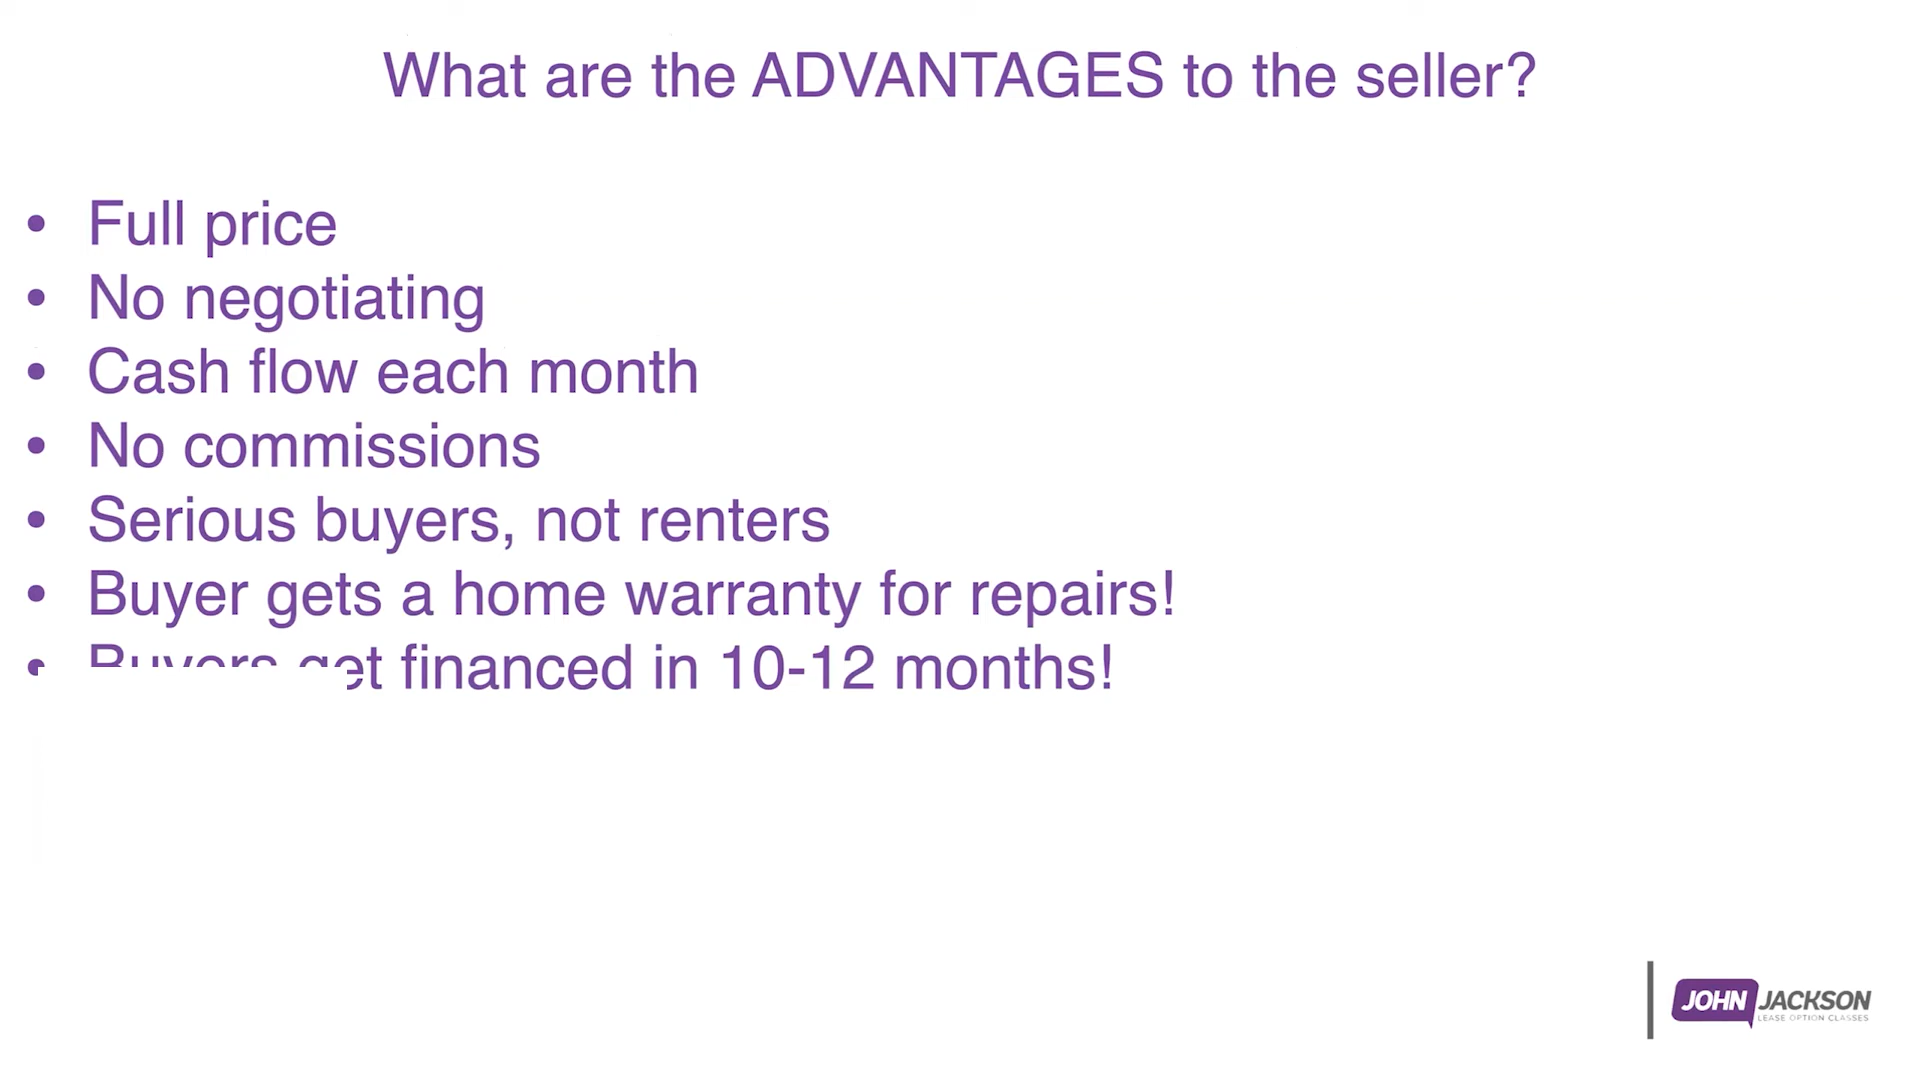 What are the ADVANTAGES to the seller?
• Full price
• No negotiating
• Cash flow each month
• No commissions
• Serious buyers, not renters
• Buyer gets a home warranty for repairs!
• Buyers get financed in 10-12 months!
JOHN JACKSON
LEASE OPTION CLASSES